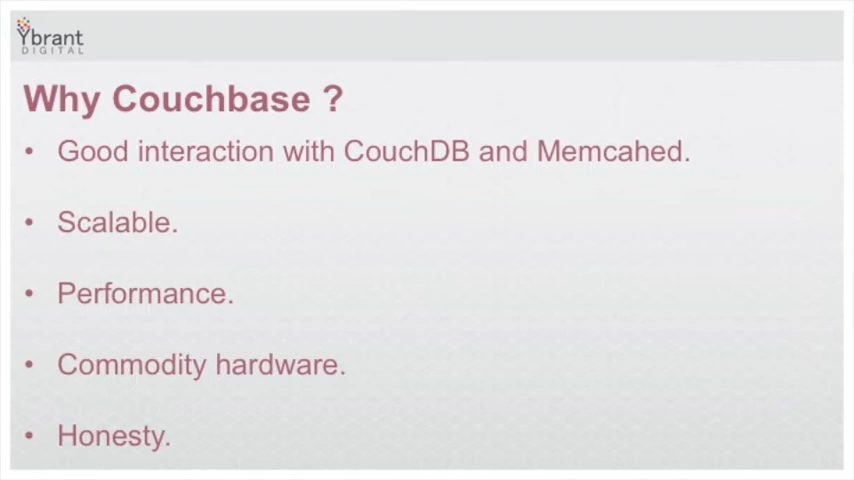 Ybrant
DIGITAL
Why Couchbase ?
• Good interaction with CouchDB and Memcahed.
• Scalable.
• Performance.
• Commodity hardware.
• Honesty.